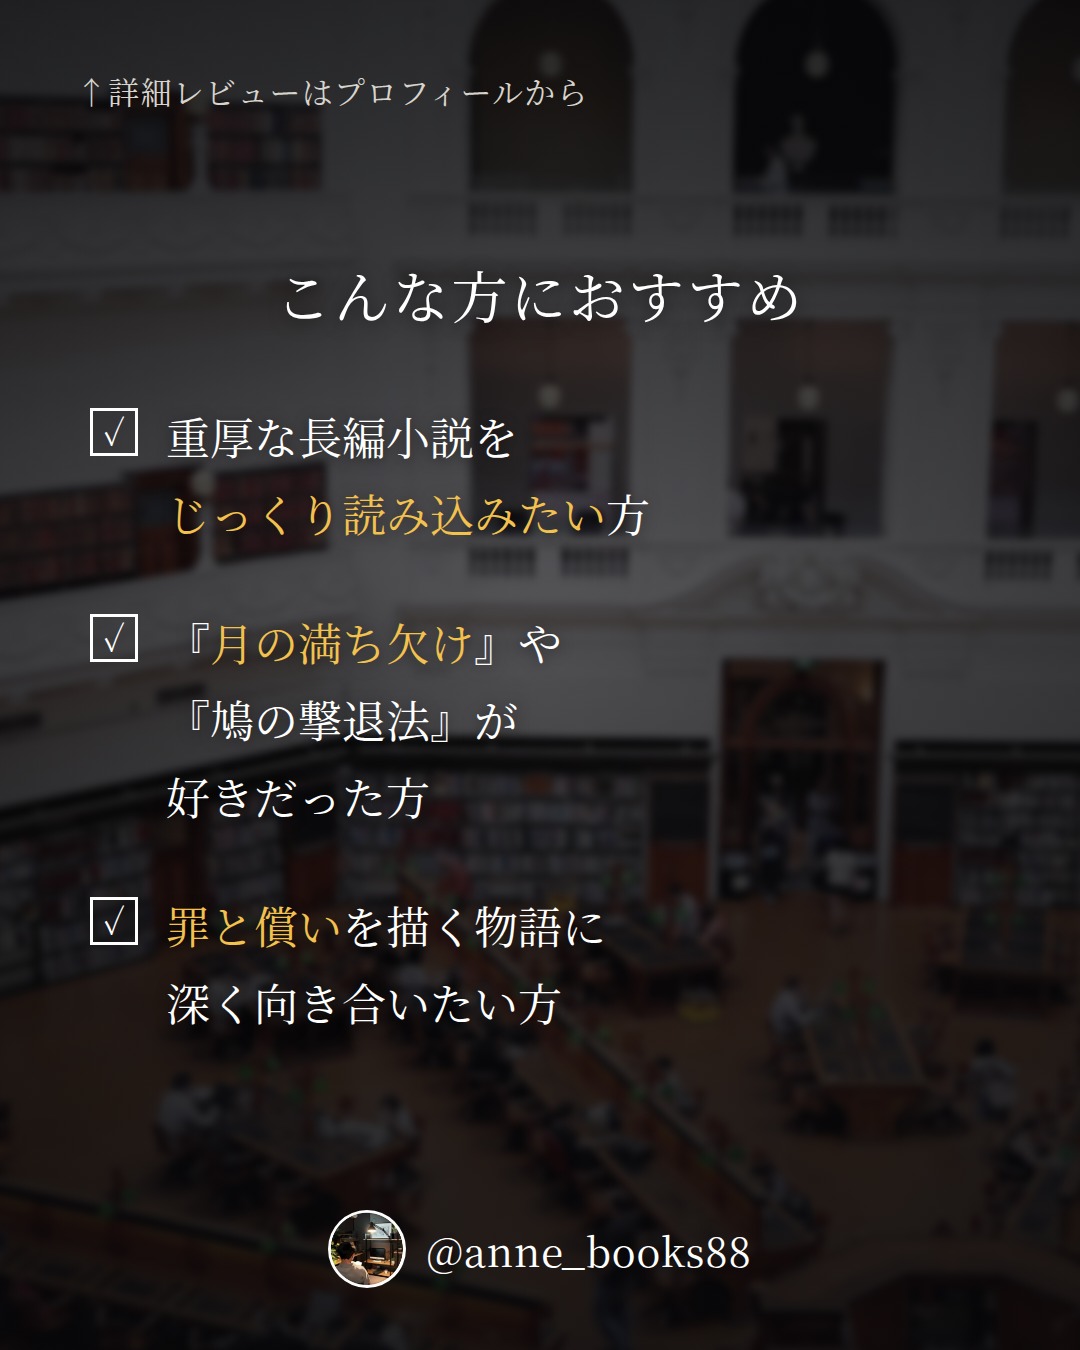 ↑詳細レビューはプロフィールから
こんな方におすすめ
✓ 重厚な長編小説を
じっくり読み込みたい方
✓ 『月の満ち欠け』や
『鳩の撃退法』が
好きだった方
✓ 罪と償いを描く物語に
深く向き合いたい方
@anne_books88